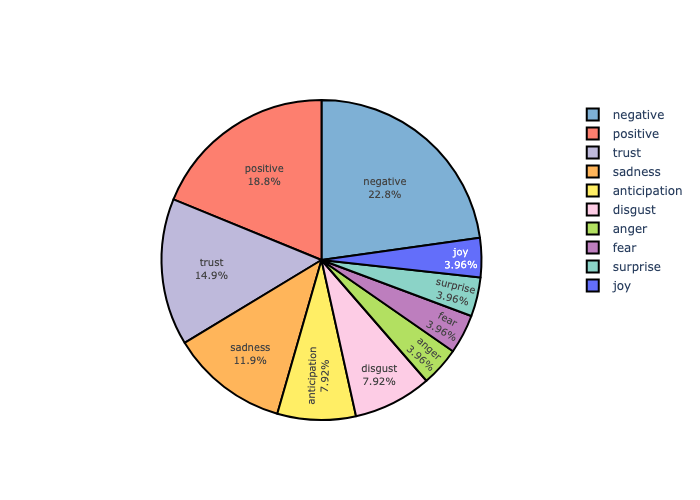 positive
18.8%
negative
22.8%
trust
14.9%
joy
3.96%
surprise
3.96%
fear
3.96%
anger
3.96%
disgust
7.92%
anticipation
7.92%
sadness
11.9%
negative
positive
trust
sadness
anticipation
disgust
anger
fear
surprise
joy